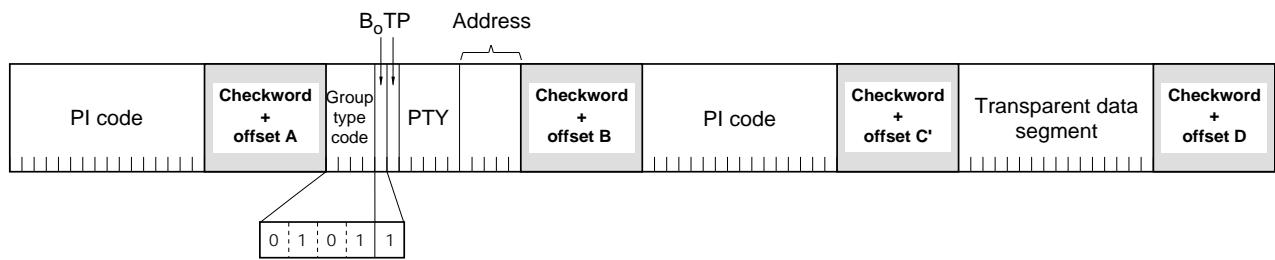 BoTP Address
PI code
Checkword
+
offset A
Group
type
code
PTY
Checkword
+
offset B
PI code
Checkword
+
offset C'
Transparent data
segment
Checkword
+
offset D
0 1 0 1 1